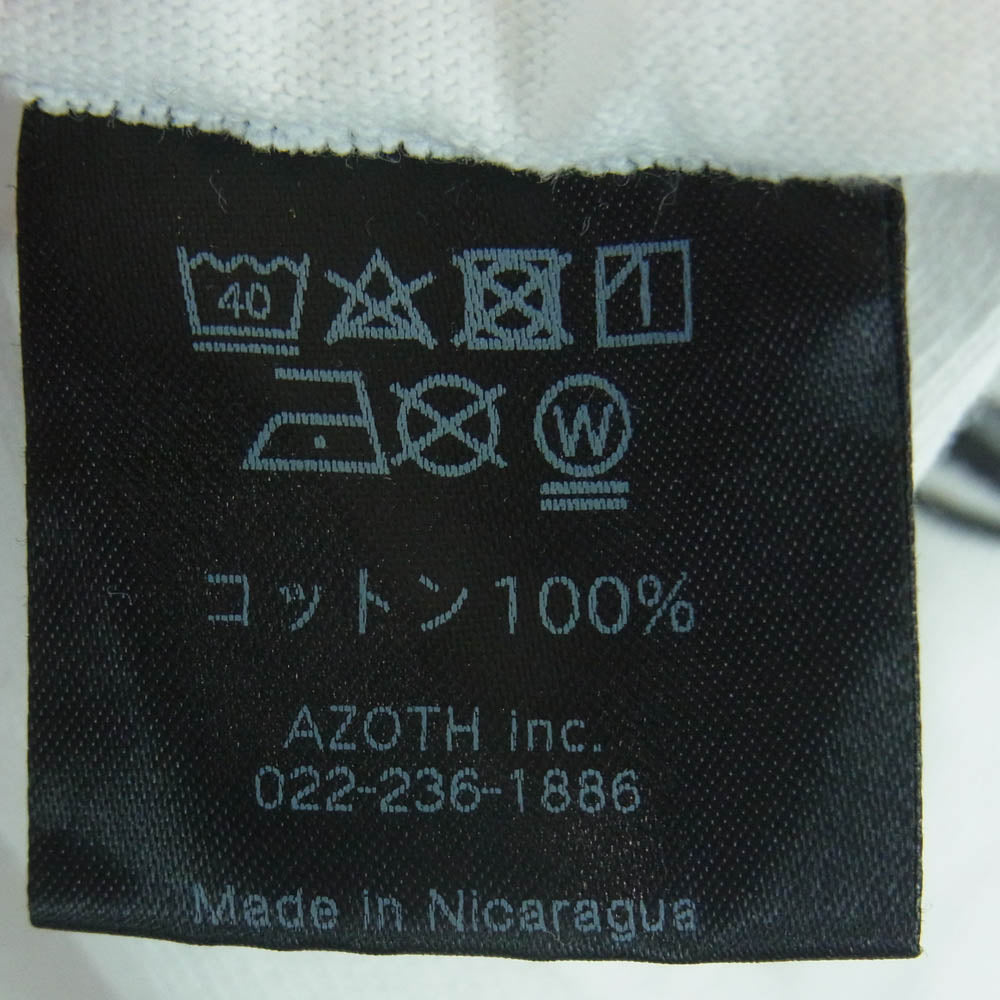 40
W
コットン100%
AZOTH inc.
022-236-1886
Made in Nicaragua